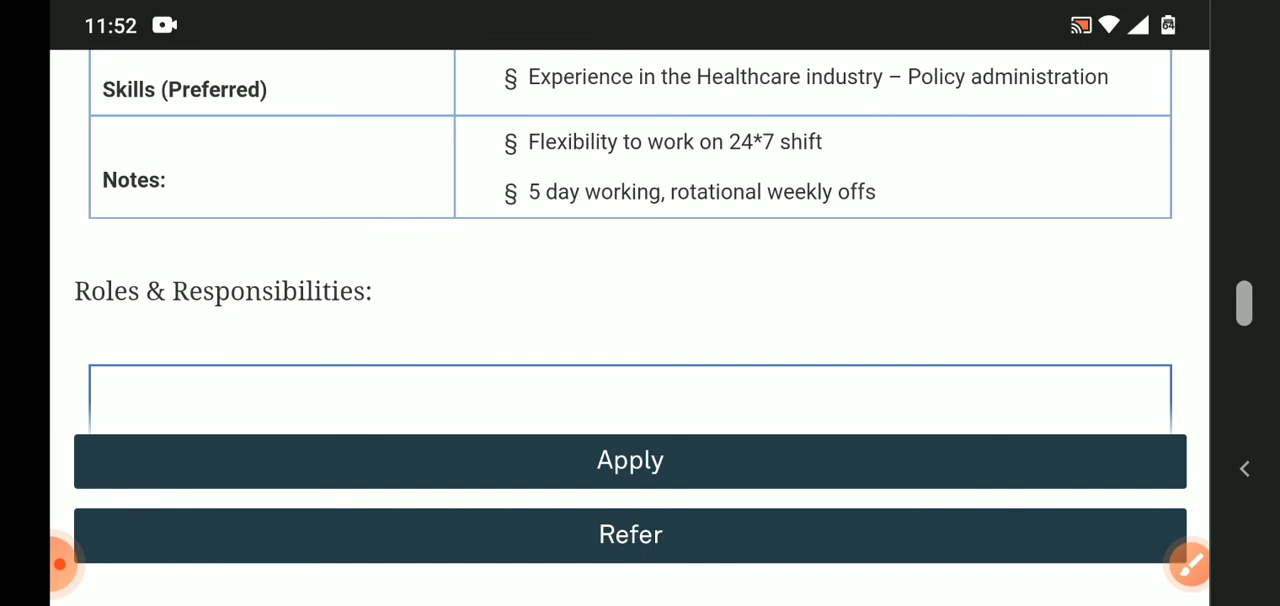 11:52
64
Skills (Preferred)
§ Experience in the Healthcare industry – Policy administration
Notes:
§ Flexibility to work on 24*7 shift
§ 5 day working, rotational weekly offs
Roles & Responsibilities:
Apply
Refer